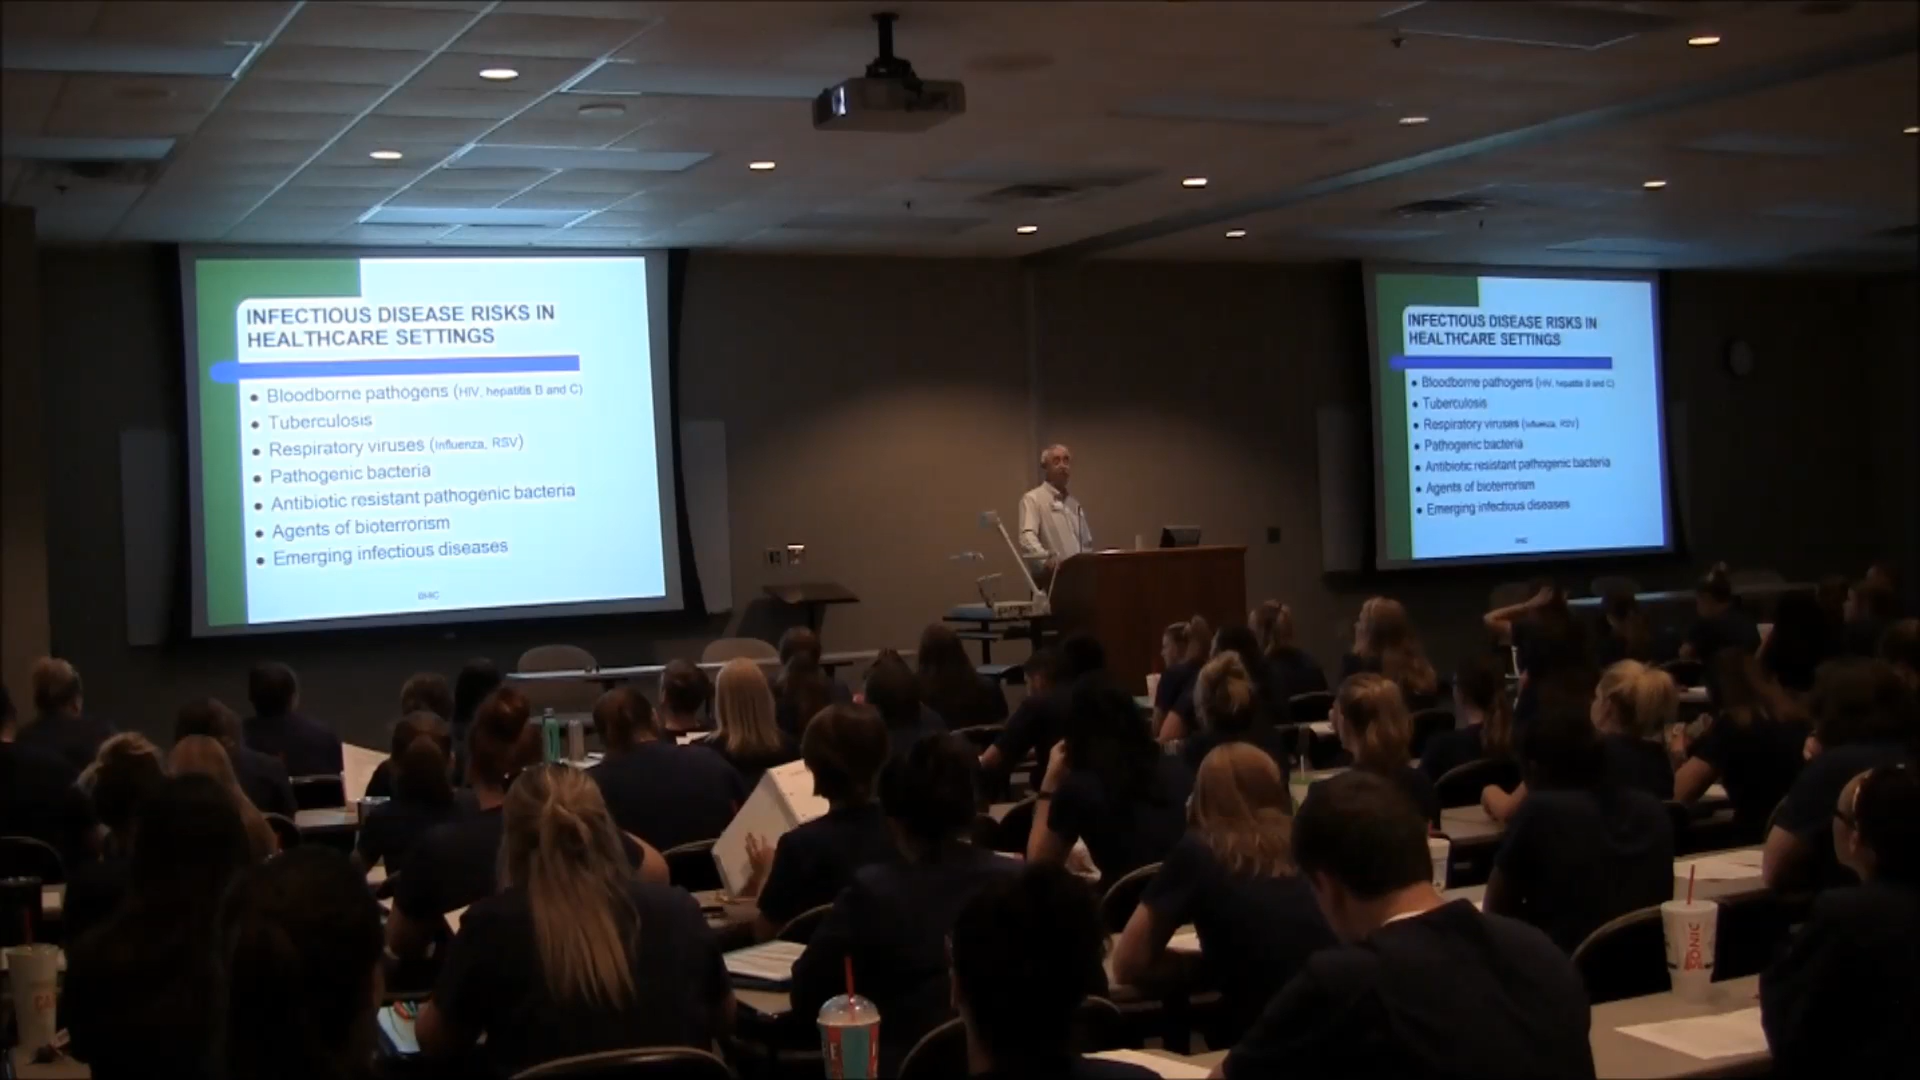 INFECTIOUS DISEASE RISKS IN
HEALTHCARE SETTINGS
Bloodborne pathogens (HIV, hepatitis B and C)
Tuberculosis
Respiratory viruses (Influenza, RSV)
Pathogenic bacteria
Antibiotic resistant pathogenic bacteria
Agents of bioterrorism
Emerging infectious diseases
INFECTIOUS DISEASE RISKS IN
HEALTHCARE SETTINGS
Bloodborne pathogens (HIV, hepatitis B and C)
Tuberculosis
Respiratory viruses (Influenza, RSV)
Pathogenic bacteria
Antibiotic resistant pathogenic bacteria
Agents of bioterrorism
Emerging infectious diseases
SONIC